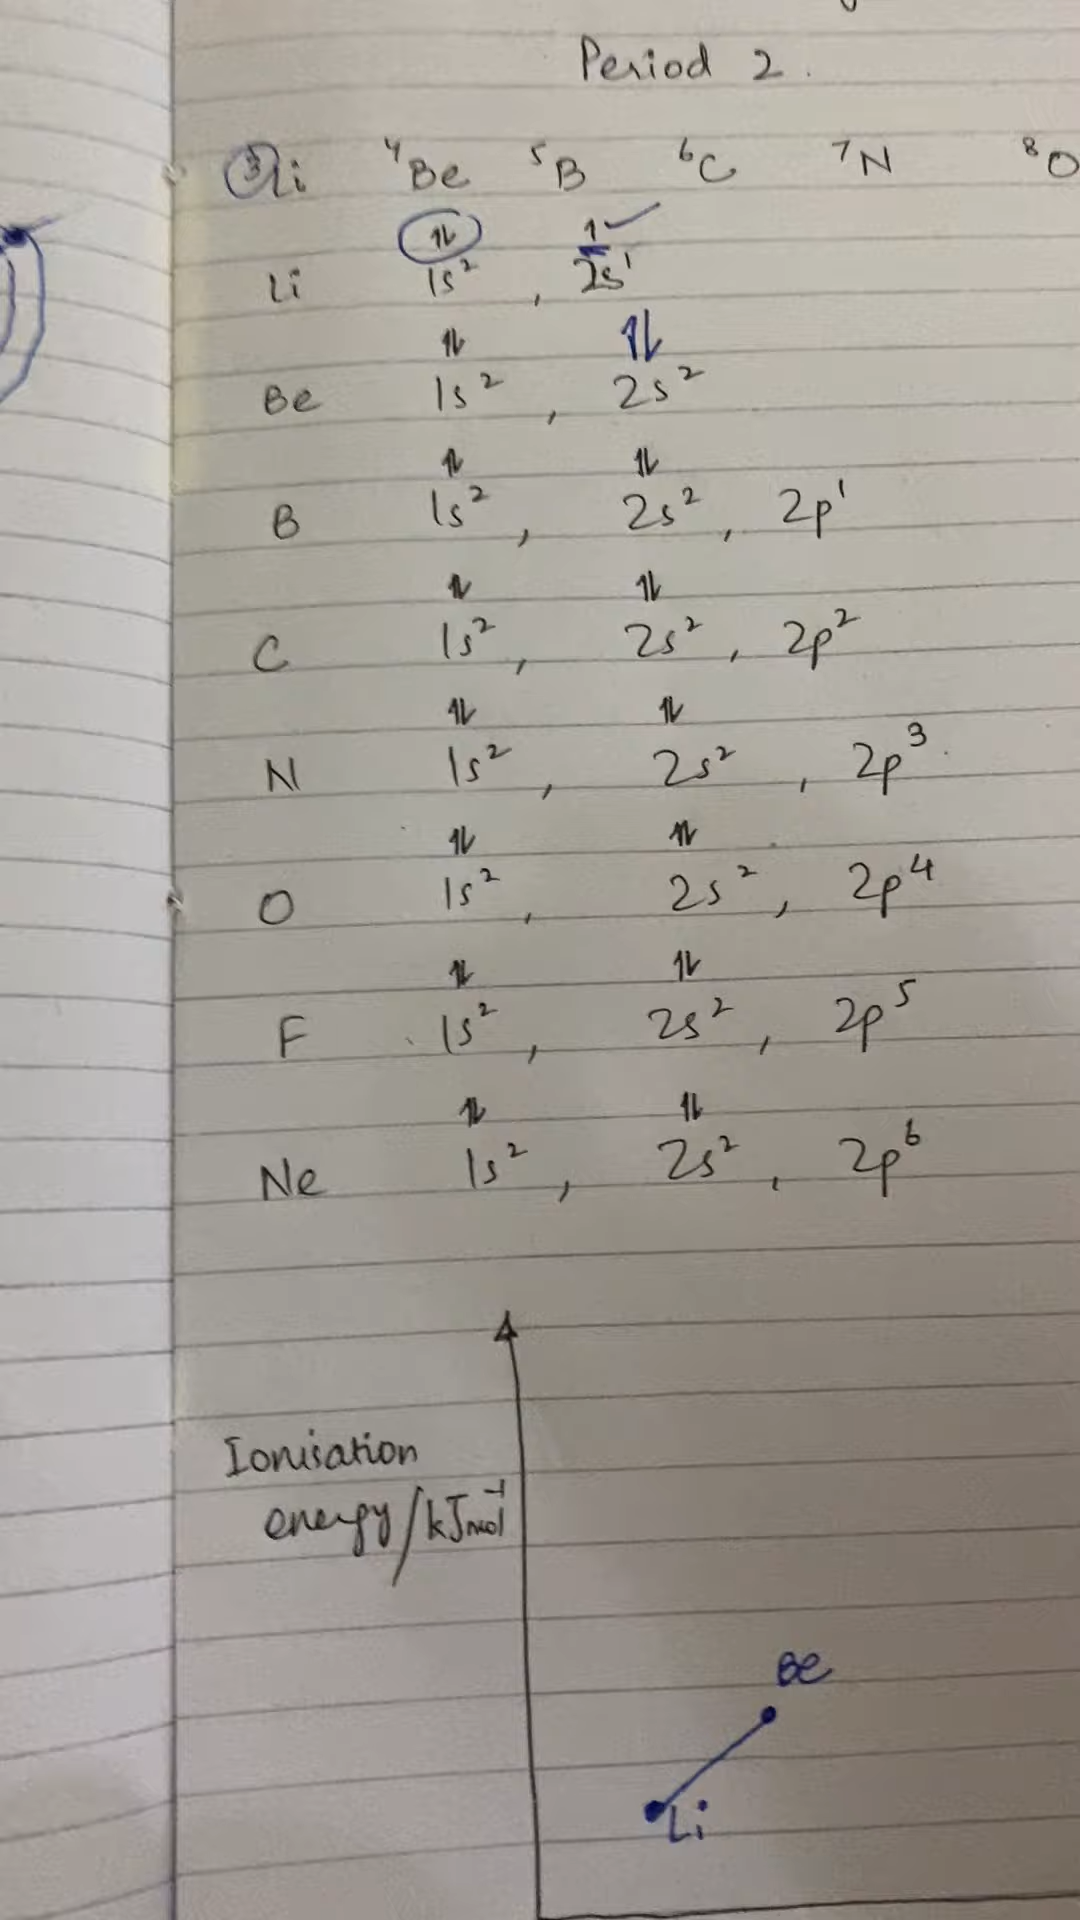 Period 2.
³Li ⁴Be ⁵B ⁶C ⁷N ⁸O
⇅ ↑
Li 1s², 2s¹
⇅ ⇅
Be 1s², 2s²
⇅ ⇅
B 1s², 2s², 2p¹
⇅ ⇅
C 1s², 2s², 2p²
⇅ ⇅
N 1s², 2s², 2p³
⇅ ⇅
O 1s², 2s², 2p⁴
⇅ ⇅
F 1s², 2s², 2p⁵
⇅ ⇅
Ne 1s², 2s², 2p⁶
Ionisation
energy/kJmol⁻¹
Be
Li